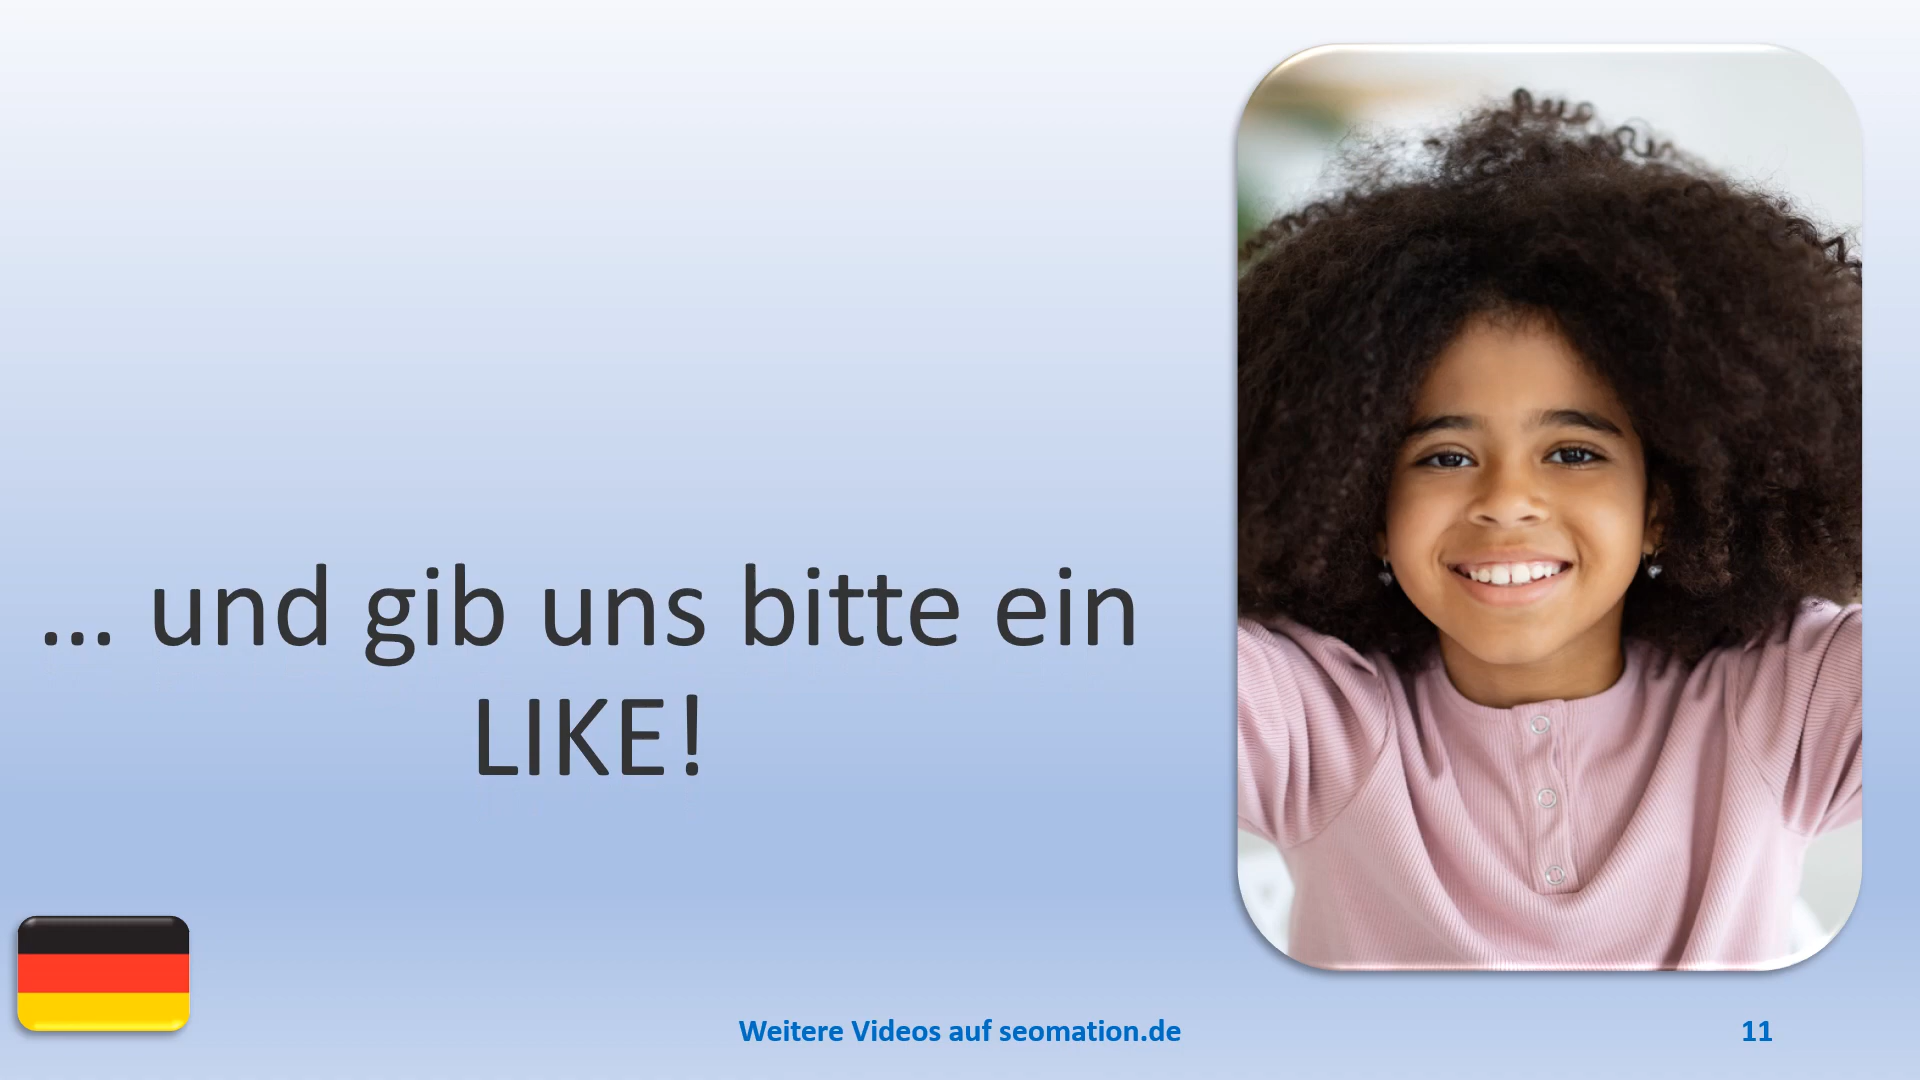 ... und gib uns bitte ein
LIKE!
Weitere Videos auf seomation.de
11